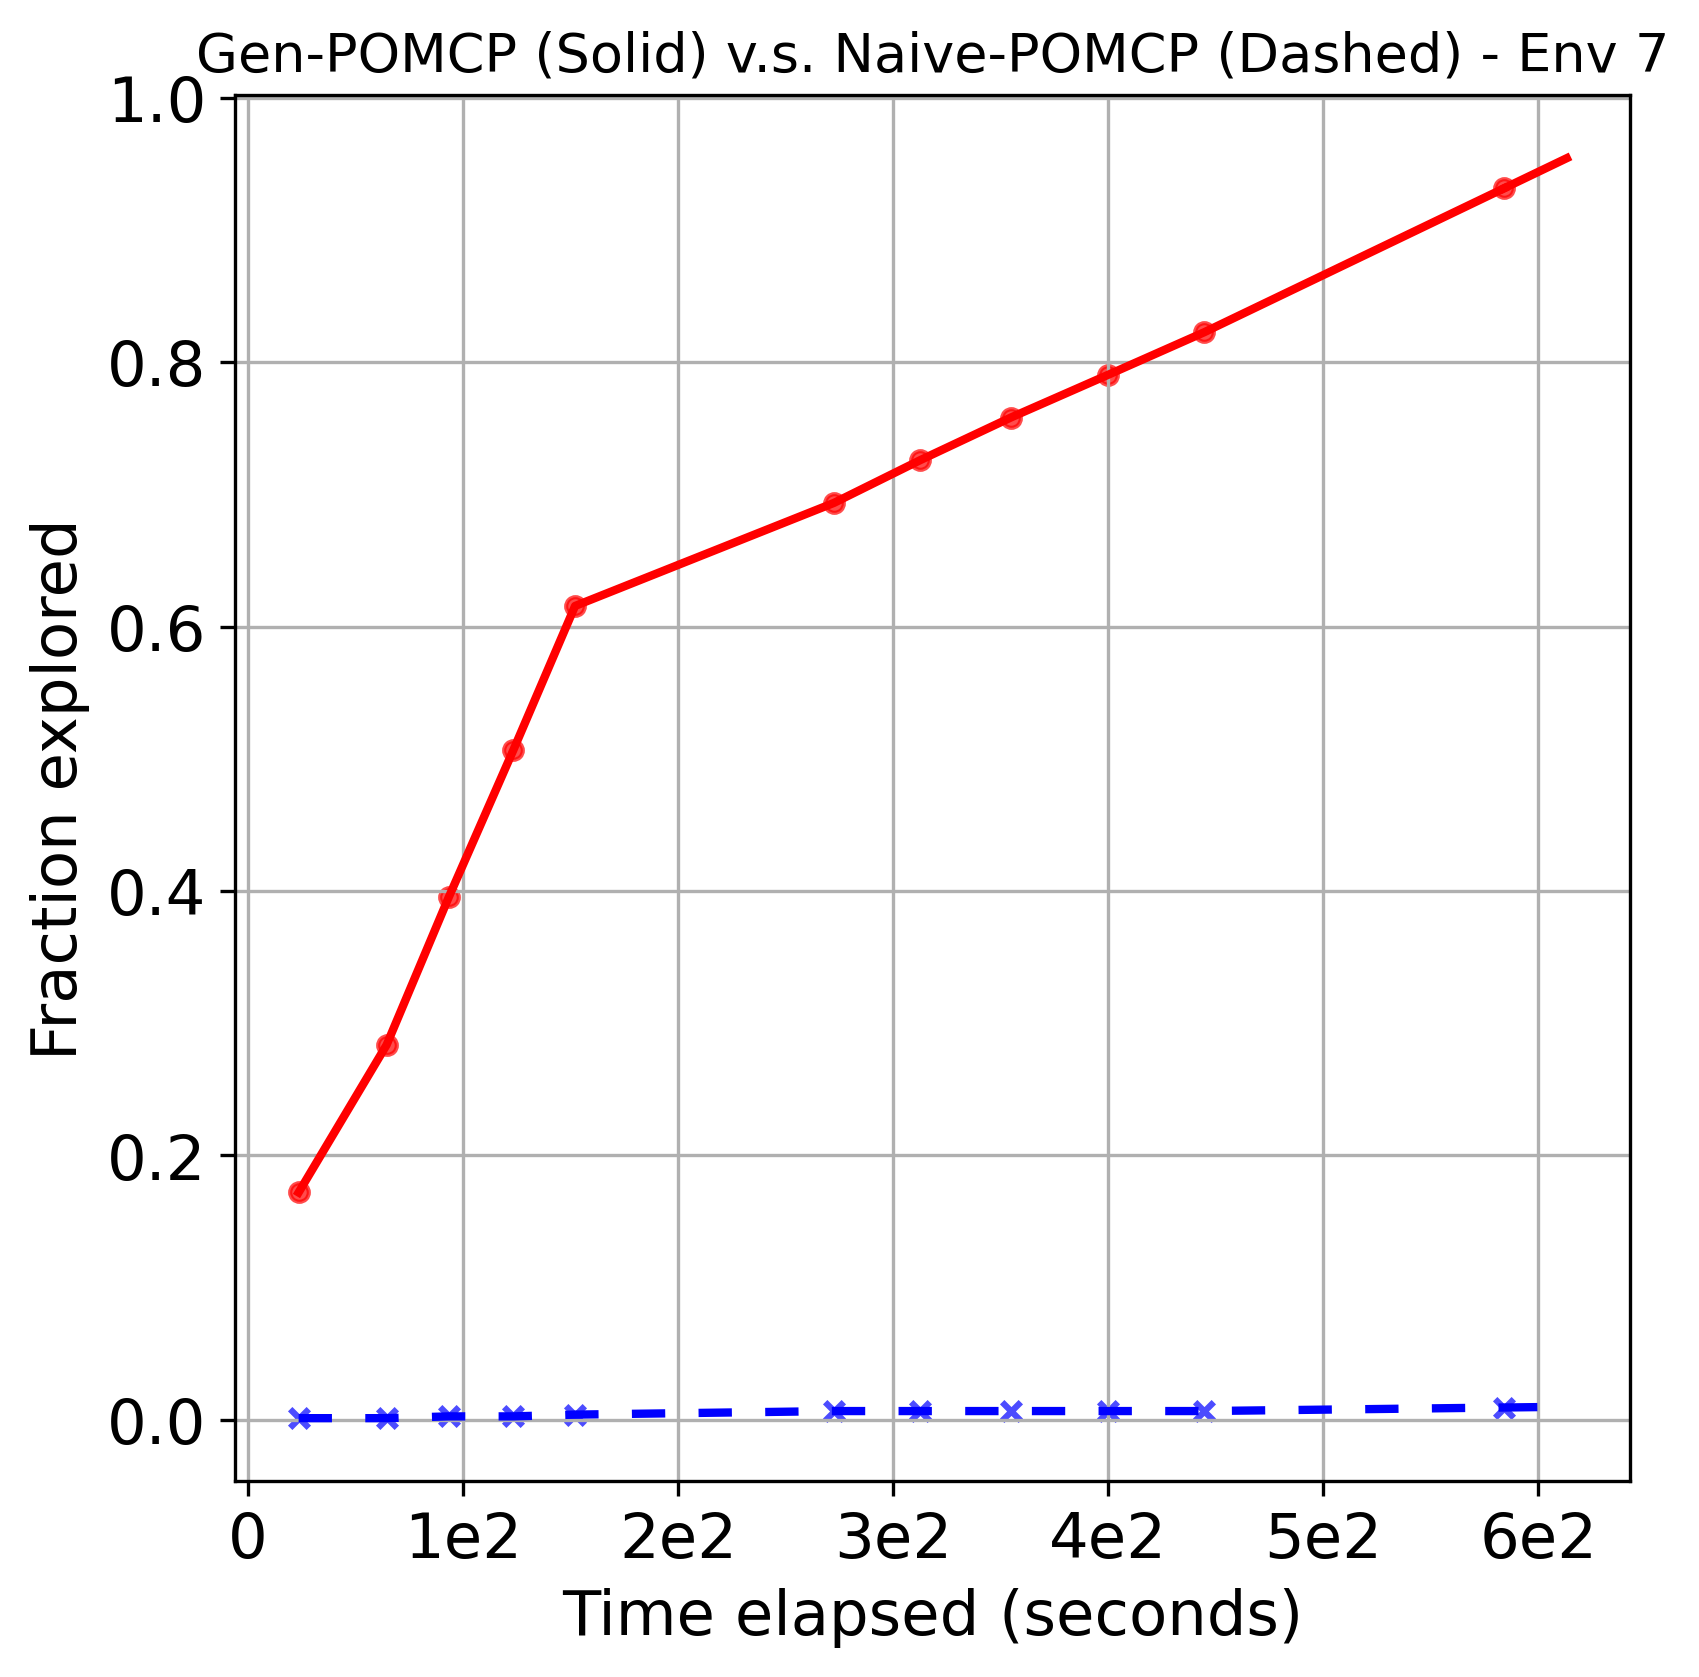 Gen-POMCP (Solid) v.s. Naive-POMCP (Dashed) - Env 7
1.0
0.8
0.6
0.4
0.2
0.0
Fraction explored
0 1e2 2e2 3e2 4e2 5e2 6e2
Time elapsed (seconds)